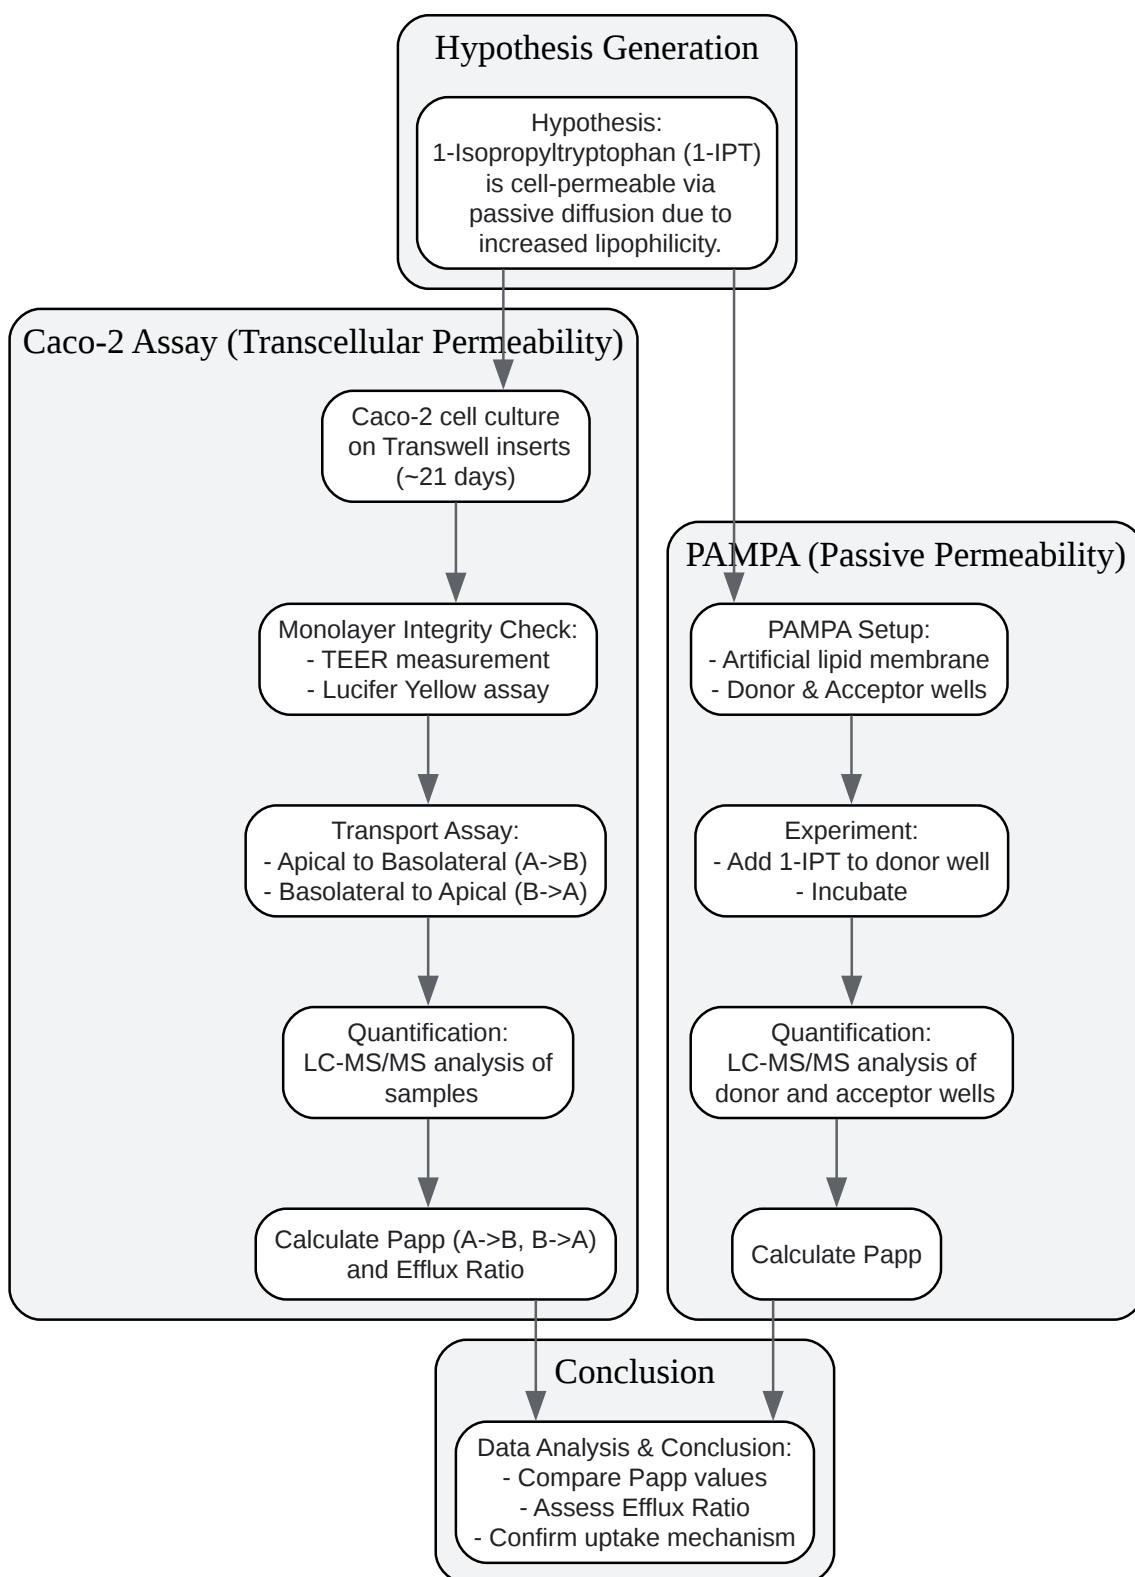 Hypothesis Generation
Hypothesis:
1-Isopropyltryptophan (1-IPT)
is cell-permeable via
passive diffusion due to
increased lipophilicity.
Caco-2 Assay (Transcellular Permeability)
Caco-2 cell culture
on Transwell inserts
(~21 days)
Monolayer Integrity Check:
- TEER measurement
- Lucifer Yellow assay
Transport Assay:
- Apical to Basolateral (A->B)
- Basolateral to Apical (B->A)
Quantification:
LC-MS/MS analysis of
samples
Calculate Papp (A->B, B->A)
and Efflux Ratio
PAMPA (Passive Permeability)
PAMPA Setup:
- Artificial lipid membrane
- Donor & Acceptor wells
Experiment:
- Add 1-IPT to donor well
- Incubate
Quantification:
LC-MS/MS analysis of
donor and acceptor wells
Calculate Papp
Conclusion
Data Analysis & Conclusion:
- Compare Papp values
- Assess Efflux Ratio
- Confirm uptake mechanism